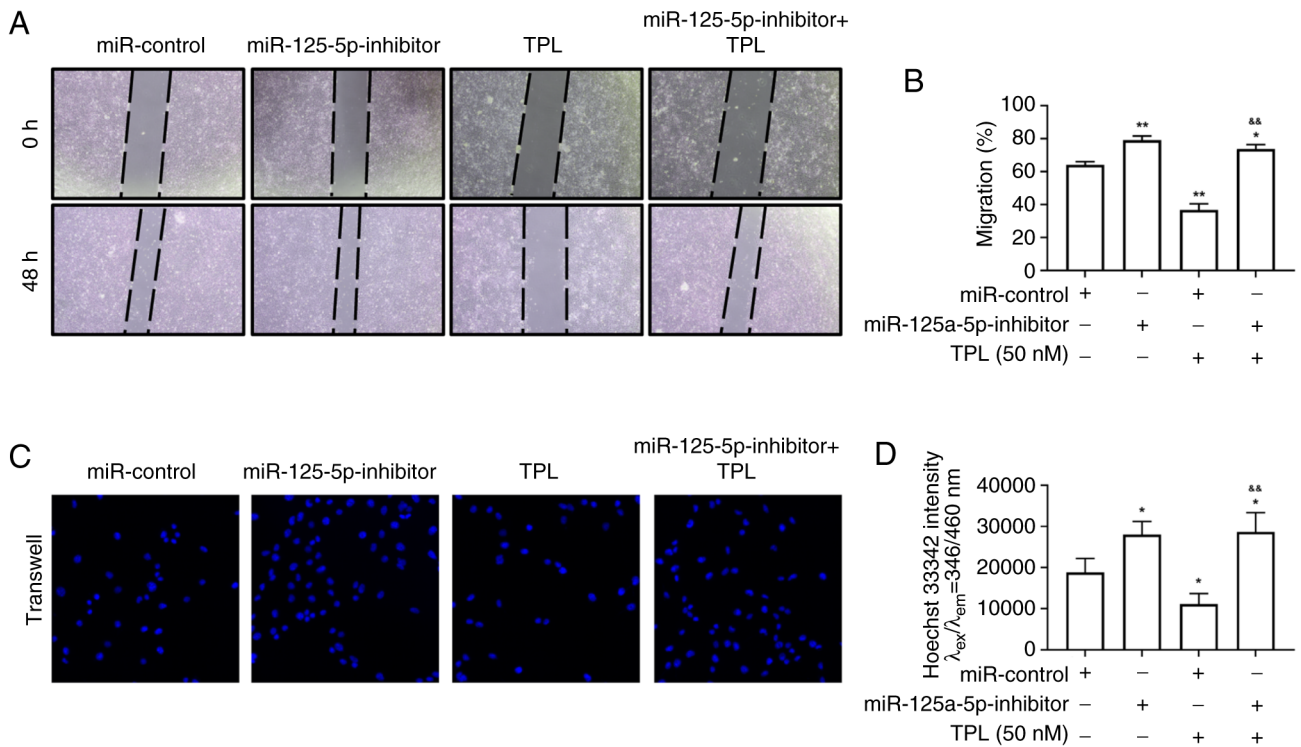 A
miR-control
miR-125-5p-inhibitor
TPL
miR-125-5p-inhibitor+
TPL
0 h
48 h
B
Migration (%)
100
80
60
40
20
0
**
**
&&
*
miR-control + – + –
miR-125a-5p-inhibitor – + – +
TPL (50 nM) – – + +
C
miR-control
miR-125-5p-inhibitor
TPL
miR-125-5p-inhibitor+
TPL
Transwell
D
Hoechst 33342 intensity
λex/λem=346/460 nm
40000
30000
20000
10000
0
*
*
&&
*
miR-control + – + –
miR-125a-5p-inhibitor – + – +
TPL (50 nM) – – + +